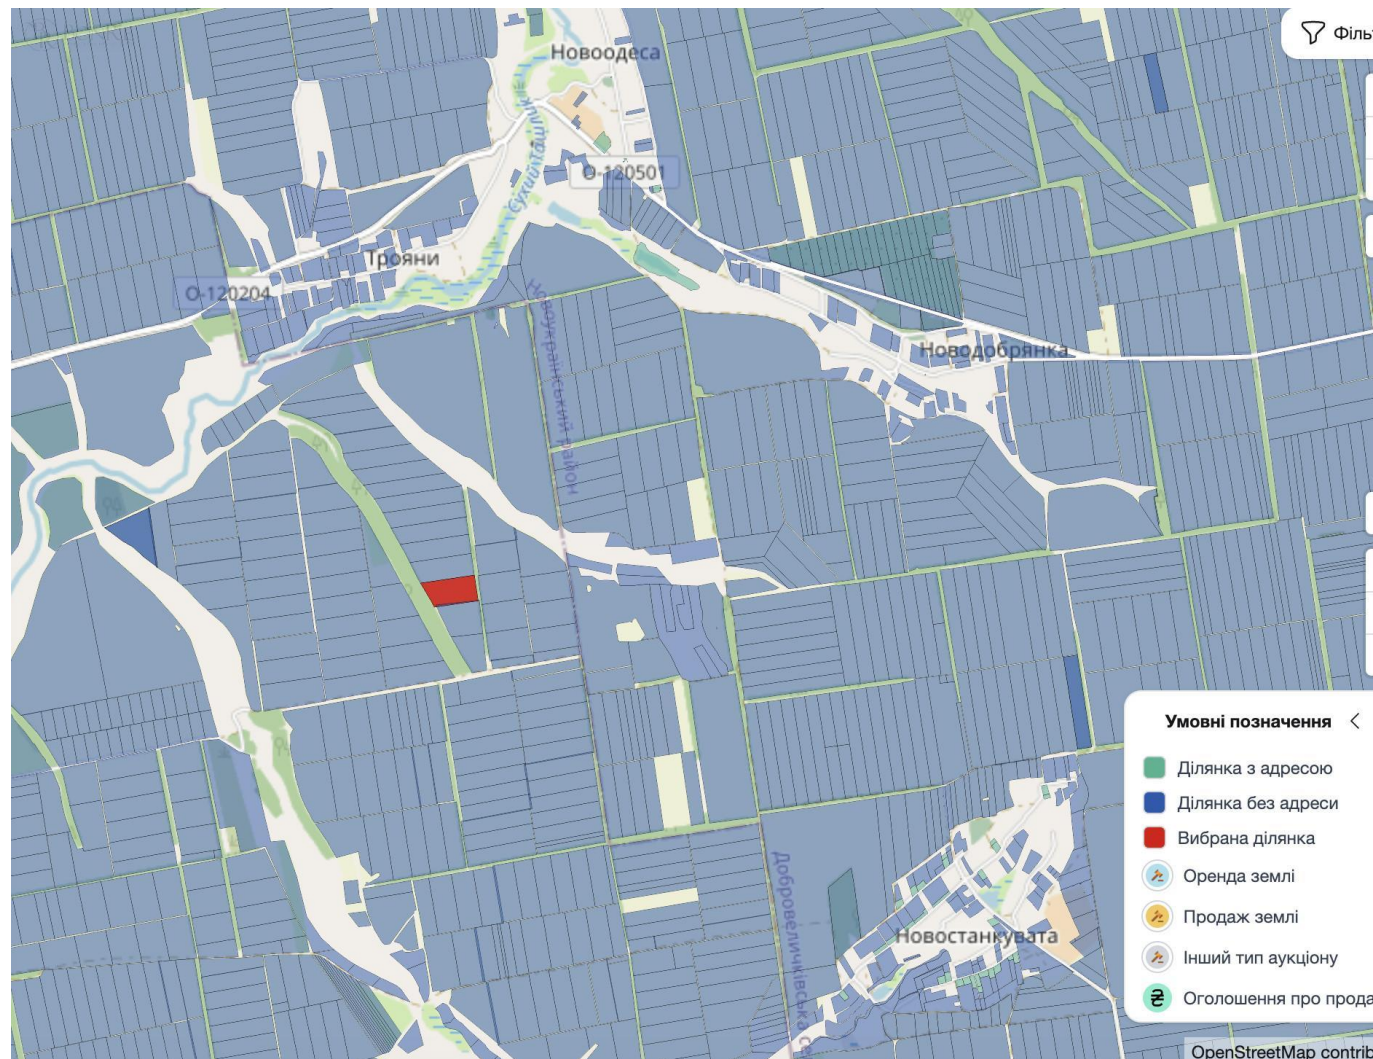 Новоодеса
Фільт
О-120501
Сухий Ташлик
Трояни
О-120204
Новоукраїнський район
Новодобрянка
Умовні позначення
Ділянка з адресою
Ділянка без адреси
Вибрана ділянка
Оренда землі
Продаж землі
Інший тип аукціону
Оголошення про прода
Добровеличківська се
Новостанкувата
OpenStreetMap contrib